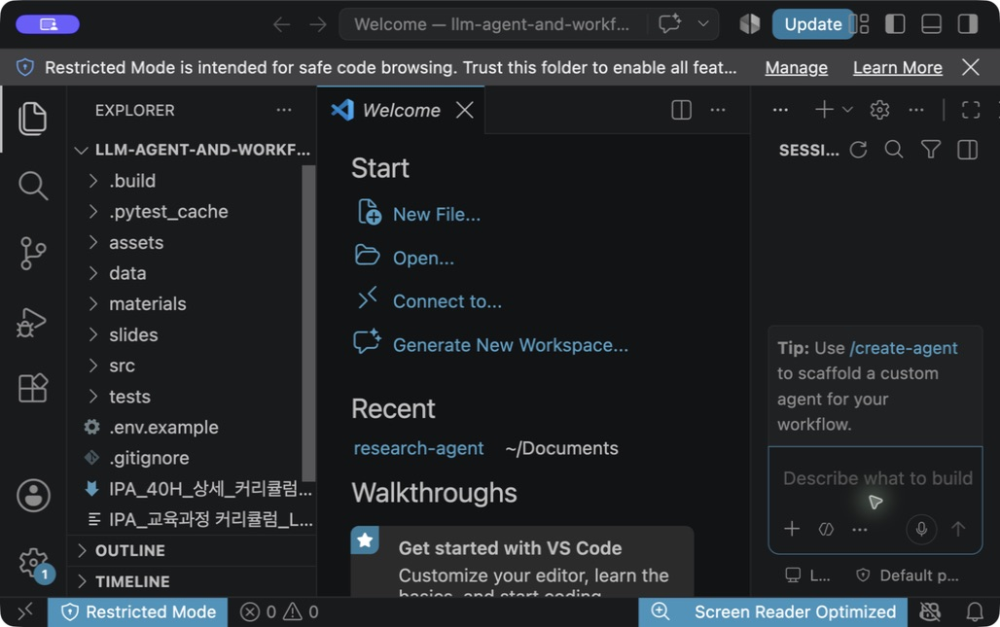 Welcome — llm-agent-and-workf...
Update
Restricted Mode is intended for safe code browsing. Trust this folder to enable all feat...
Manage
Learn More
EXPLORER
LLM-AGENT-AND-WORKF...
.build
.pytest_cache
assets
data
materials
slides
src
tests
.env.example
.gitignore
IPA_40H_상세_커리큘럼...
IPA_교육과정 커리큘럼_L...
OUTLINE
TIMELINE
1
Welcome
Start
New File...
Open...
Connect to...
Generate New Workspace...
Recent
research-agent ~/Documents
Walkthroughs
Get started with VS Code
Customize your editor, learn the
basics, and start coding
SESSI...
Tip: Use /create-agent
to scaffold a custom
agent for your
workflow.
Describe what to build
L...
Default p...
Restricted Mode
0
0
Screen Reader Optimized